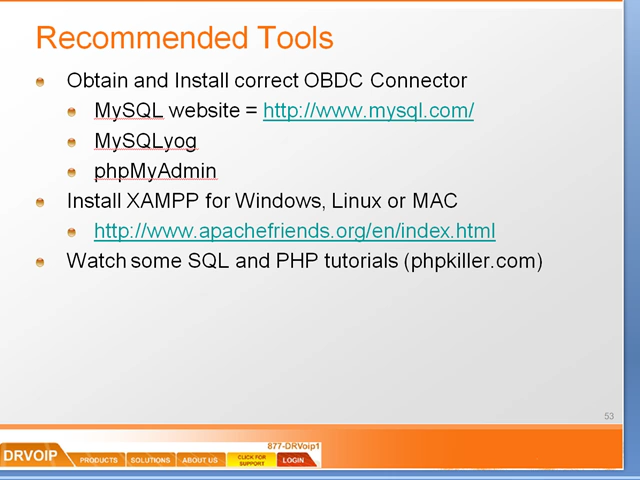 Recommended Tools
Obtain and Install correct OBDC Connector
MySQL website = http://www.mysql.com/
MySQLyog
phpMyAdmin
Install XAMPP for Windows, Linux or MAC
http://www.apachefriends.org/en/index.html
Watch some SQL and PHP tutorials (phpkiller.com)
53
877-DRVoip1
DRVOIP PRODUCTS SOLUTIONS ABOUT US CLICK FOR SUPPORT LOGIN